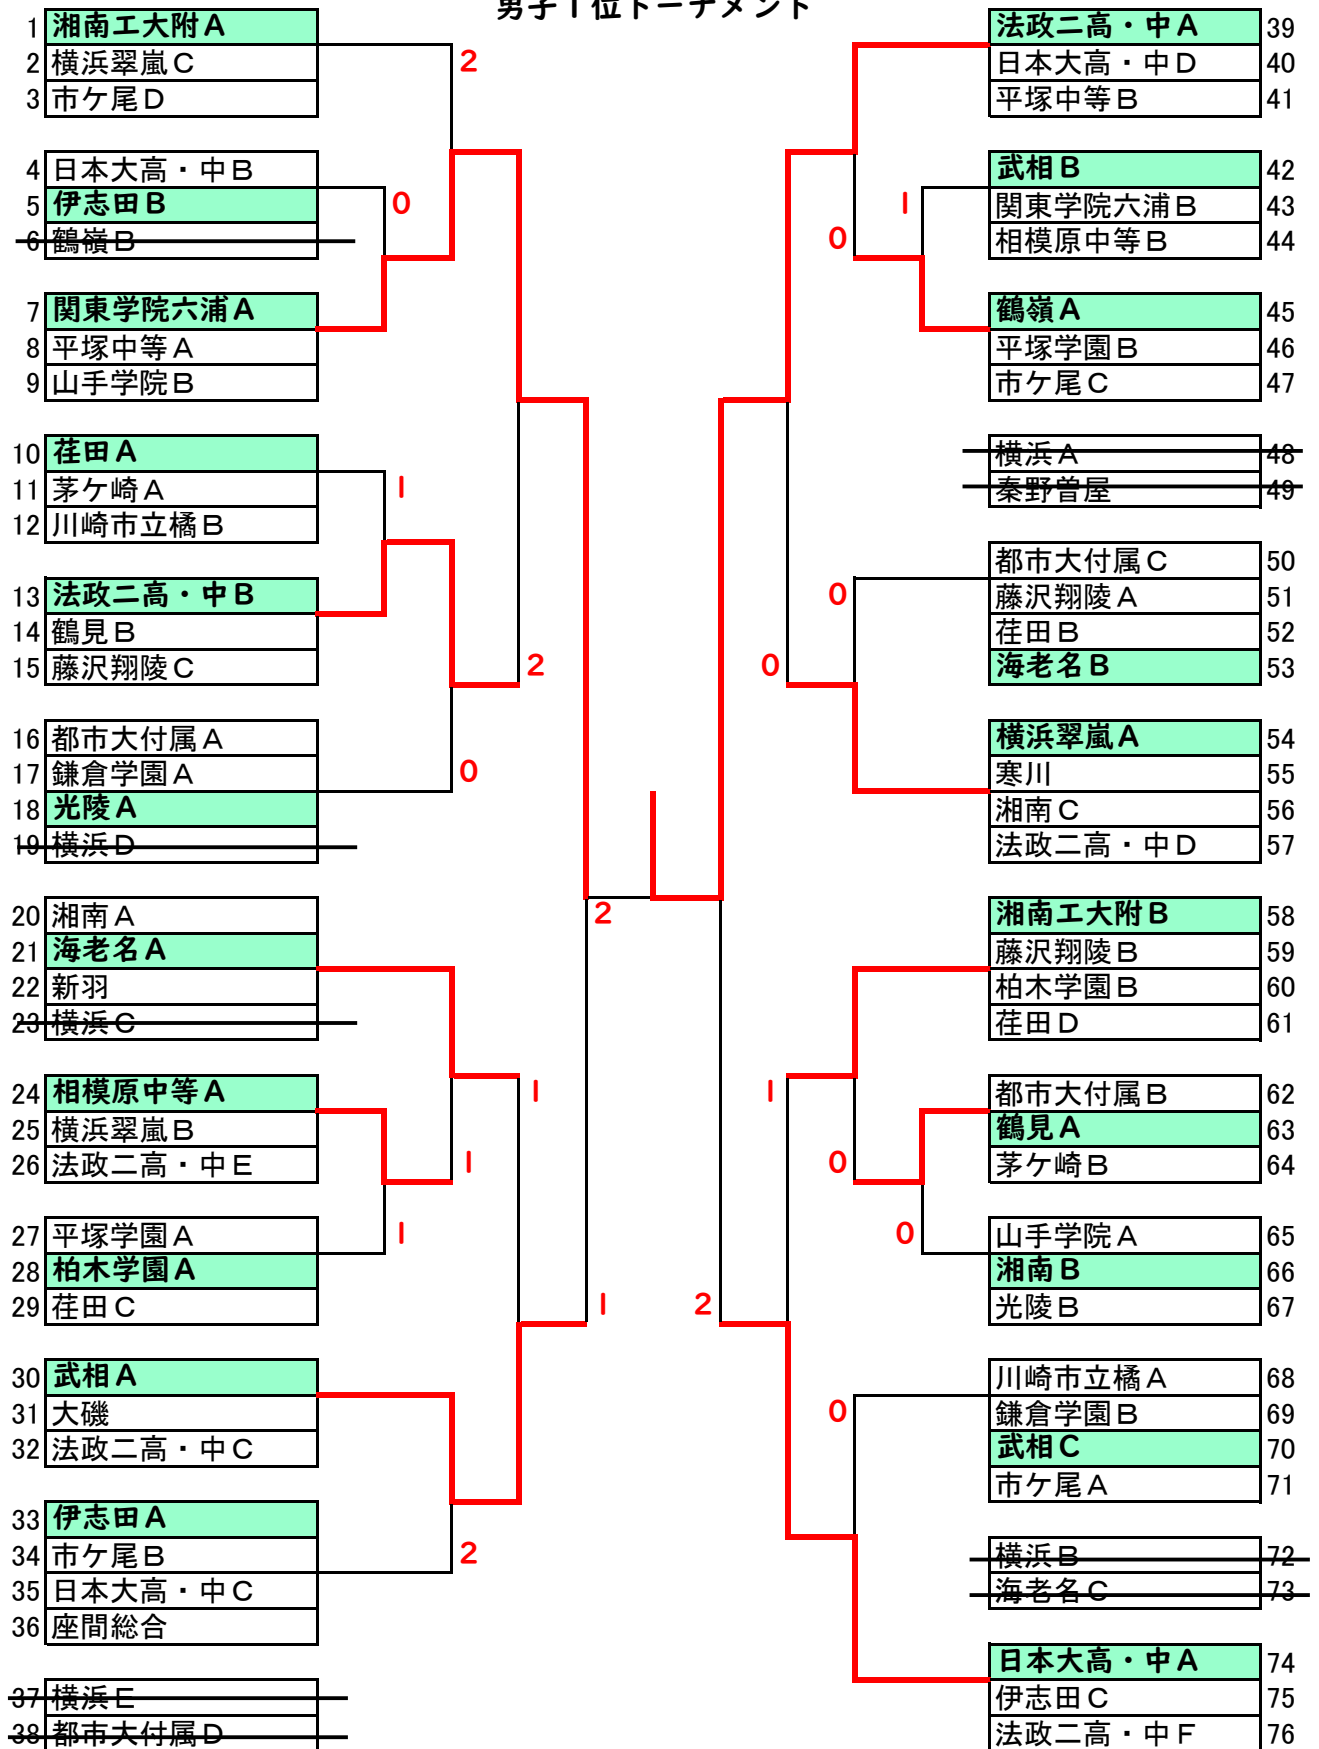 男子1位トーナメント
1 湘南工大附A
2 横浜翠嵐C
3 市ケ尾D
4 日本大高・中B
5 伊志田B
6 鶴嶺B
7 関東学院六浦A
8 平塚中等A
9 山手学院B
10 荏田A
11 茅ケ崎A
12 川崎市立橘B
13 法政二高・中B
14 鶴見B
15 藤沢翔陵C
16 都市大付属A
17 鎌倉学園A
18 光陵A
19 横浜D
20 湘南A
21 海老名A
22 新羽
23 横浜C
24 相模原中等A
25 横浜翠嵐B
26 法政二高・中E
27 平塚学園A
28 柏木学園A
29 荏田C
30 武相A
31 大磯
32 法政二高・中C
33 伊志田A
34 市ケ尾B
35 日本大高・中C
36 座間総合
37 横浜E
38 都市大付属D
2
0
1
2
0
2
1
1
1
1
2
法政二高・中A 39
日本大高・中D 40
平塚中等B 41
武相B 42
関東学院六浦B 43
相模原中等B 44
鶴嶺A 45
平塚学園B 46
市ケ尾C 47
横浜A 48
秦野曽屋 49
都市大付属C 50
藤沢翔陵A 51
荏田B 52
海老名B 53
横浜翠嵐A 54
寒川 55
湘南C 56
法政二高・中D 57
湘南工大附B 58
藤沢翔陵B 59
柏木学園B 60
荏田D 61
都市大付属B 62
鶴見A 63
茅ケ崎B 64
山手学院A 65
湘南B 66
光陵B 67
川崎市立橘A 68
鎌倉学園B 69
武相C 70
市ケ尾A 71
横浜B 72
海老名C 73
日本大高・中A 74
伊志田C 75
法政二高・中F 76
1
0
0
0
1
0
0
2
0